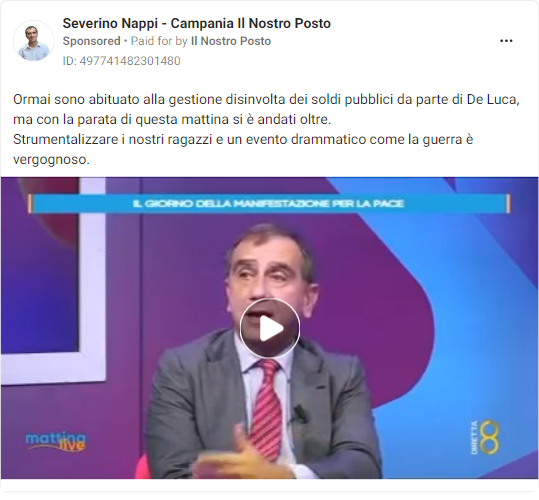 Severino Nappi - Campania Il Nostro Posto
Sponsored • Paid for by Il Nostro Posto
ID: 497741482301480
Ormai sono abituato alla gestione disinvolta dei soldi pubblici da parte di De Luca,
ma con la parata di questa mattina si è andati oltre.
Strumentalizzare i nostri ragazzi e un evento drammatico come la guerra è
vergognoso.
IL GIORNO DELLA MANIFESTAZIONE PER LA PACE
mattina
live
DIRETTA
8